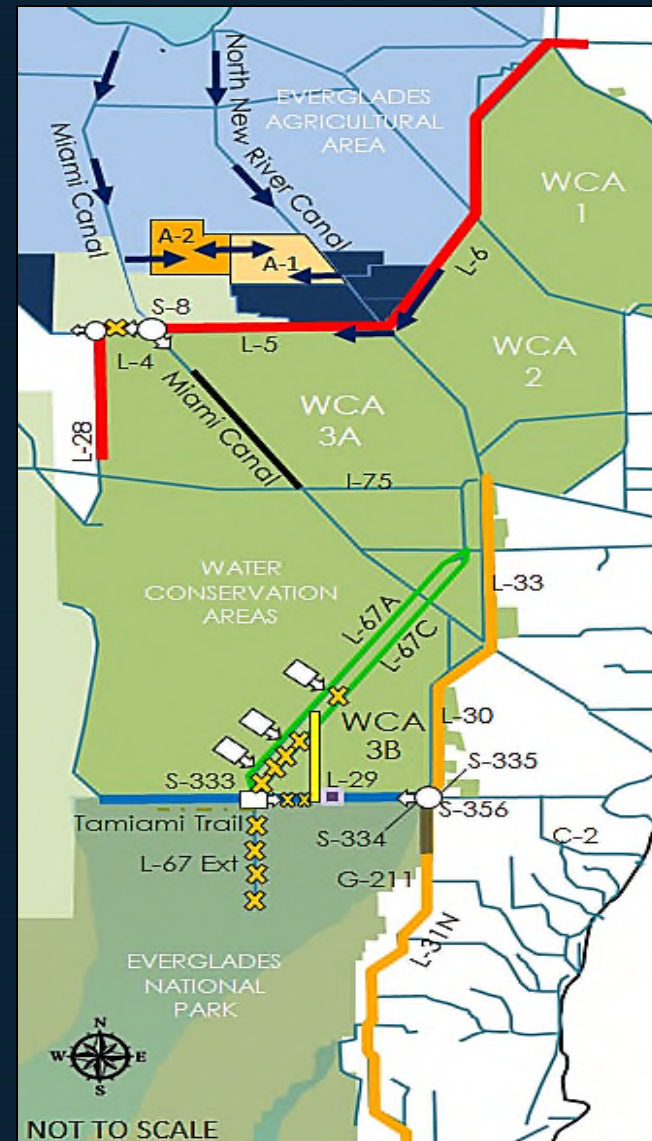 North New
River Canal
Miami Canal
EVERGLADES
AGRICULTURAL
AREA
WCA
1
A-2
A-1
L-6
S-8
L-4
L-5
WCA
2
WCA
3A
Miami Canal
L-28
I-75
WATER
CONSERVATION
AREAS
L-67A
L-67C
L-33
WCA
3B
L-30
S-333
L-29
S-335
S-356
Tamiami Trail
S-334
C-2
L-67 Ext
G-211
L-31N
EVERGLADES
NATIONAL
PARK
N
W
E
S
NOT TO SCALE